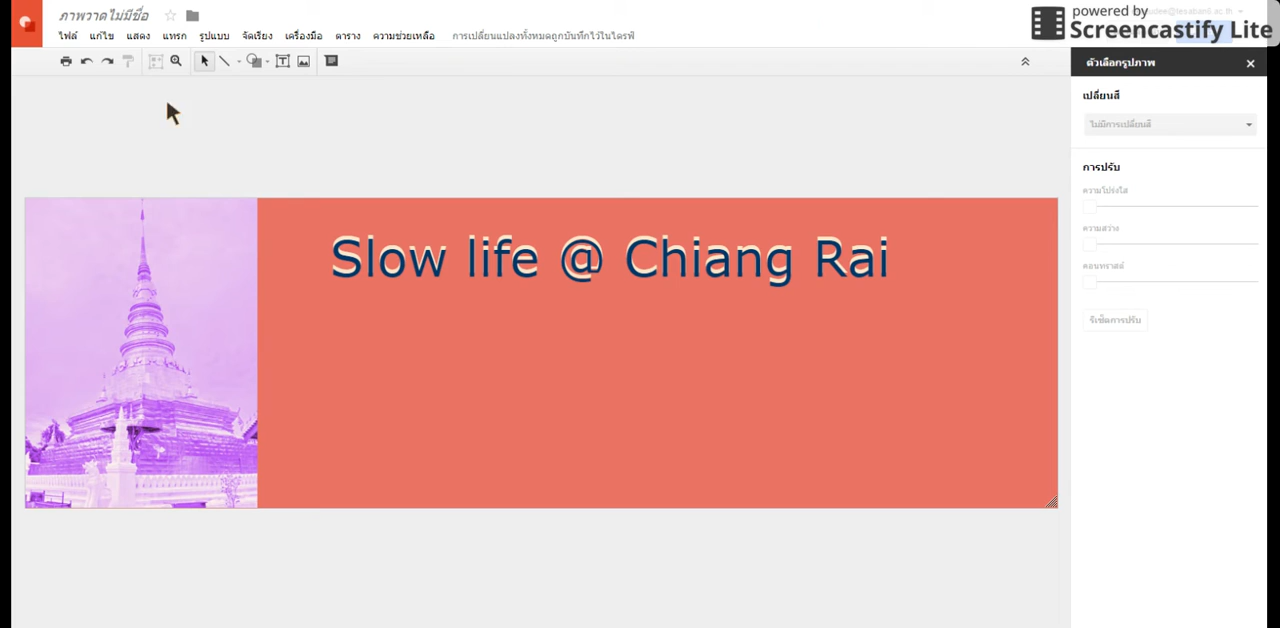 ภาพวาดไม่มีชื่อ
powered by
Screencastify Lite
ไฟล์ แก้ไข แสดง แทรก รูปแบบ จัดเรียง เครื่องมือ ตาราง ความช่วยเหลือ การเปลี่ยนแปลงทั้งหมดถูกบันทึกไว้ในไดรฟ์
ตัวเลือกรูปภาพ
เปลี่ยนสี
ไม่มีการเปลี่ยนสี
การปรับ
ความโปร่งใส
ความสว่าง
คอนทราสต์
รีเซ็ตการปรับ
Slow life @ Chiang Rai